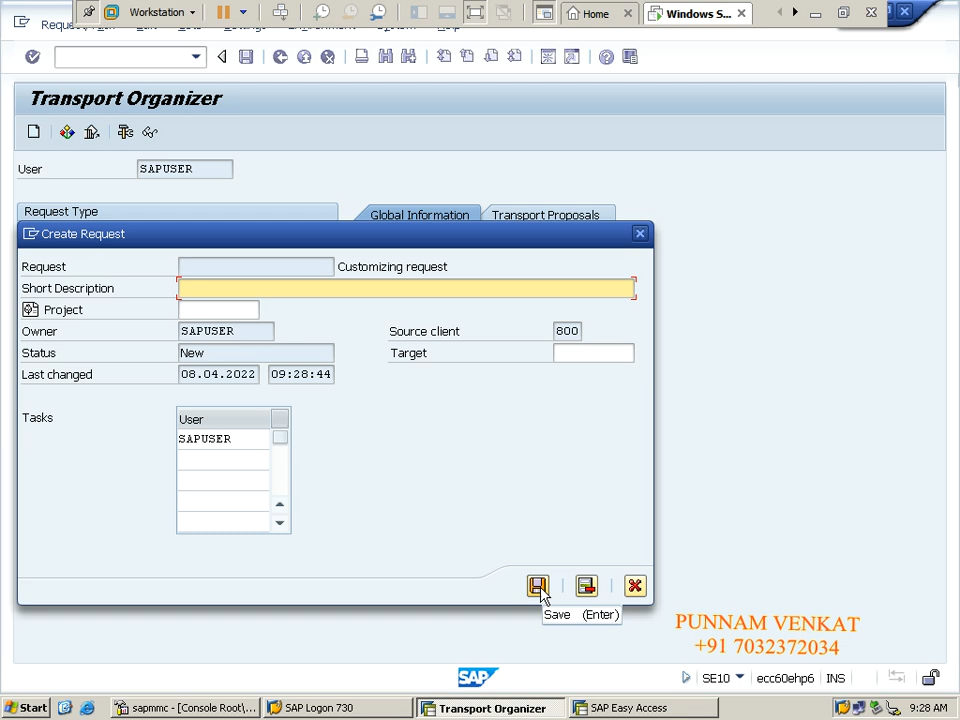 Workstation
Home
Windows S...
Transport Organizer
User
SAPUSER
Request Type
Global Information
Transport Proposals
Create Request
Request
Customizing request
Short Description
Project
Owner
SAPUSER
Source client
800
Status
New
Target
Last changed
08.04.2022
09:28:44
Tasks
User
SAPUSER
Save (Enter)
PUNNAM VENKAT
+91 7032372034
SAP
SE10
ecc60ehp6
INS
Start
sapmmc - [Console Root\...
SAP Logon 730
Transport Organizer
SAP Easy Access
9:28 AM